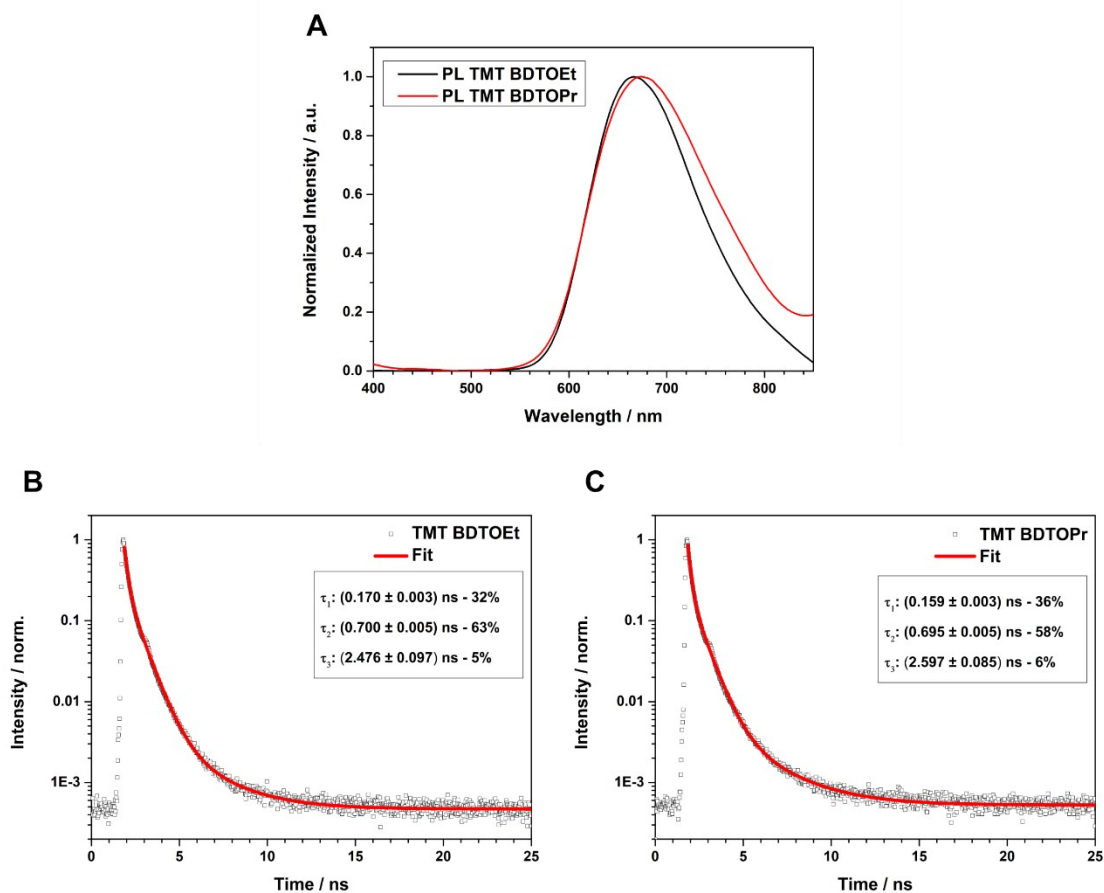 A
PL TMT BDTOEt
PL TMT BDTOPr
Normalized Intensity / a.u.
1.0
0.8
0.6
0.4
0.2
0.0
400
500
600
700
800
Wavelength / nm
B
TMT BDTOEt
Fit
τ₁: (0.170 ± 0.003) ns - 32%
τ₂: (0.700 ± 0.005) ns - 63%
τ₃: (2.476 ± 0.097) ns - 5%
Intensity / norm.
1
0.1
0.01
1E-3
0
5
10
15
20
25
Time / ns
C
TMT BDTOPr
Fit
τ₁: (0.159 ± 0.003) ns - 36%
τ₂: (0.695 ± 0.005) ns - 58%
τ₃: (2.597 ± 0.085) ns - 6%
Intensity / norm.
1
0.1
0.01
1E-3
0
5
10
15
20
25
Time / ns